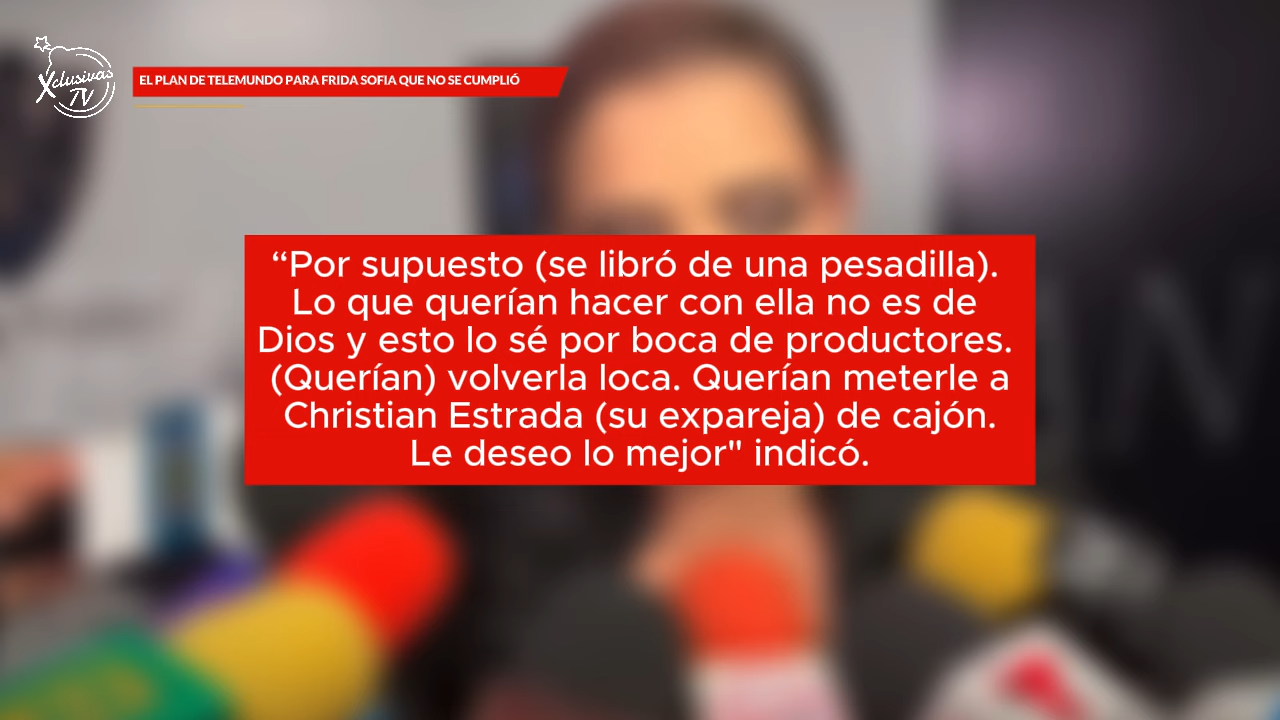 Xclusivas
TV
EL PLAN DE TELEMUNDO PARA FRIDA SOFIA QUE NO SE CUMPLIÓ
“Por supuesto (se libró de una pesadilla).
Lo que querían hacer con ella no es de
Dios y esto lo sé por boca de productores.
(Querían) volverla loca. Querían meterle a
Christian Estrada (su expareja) de cajón.
Le deseo lo mejor" indicó.